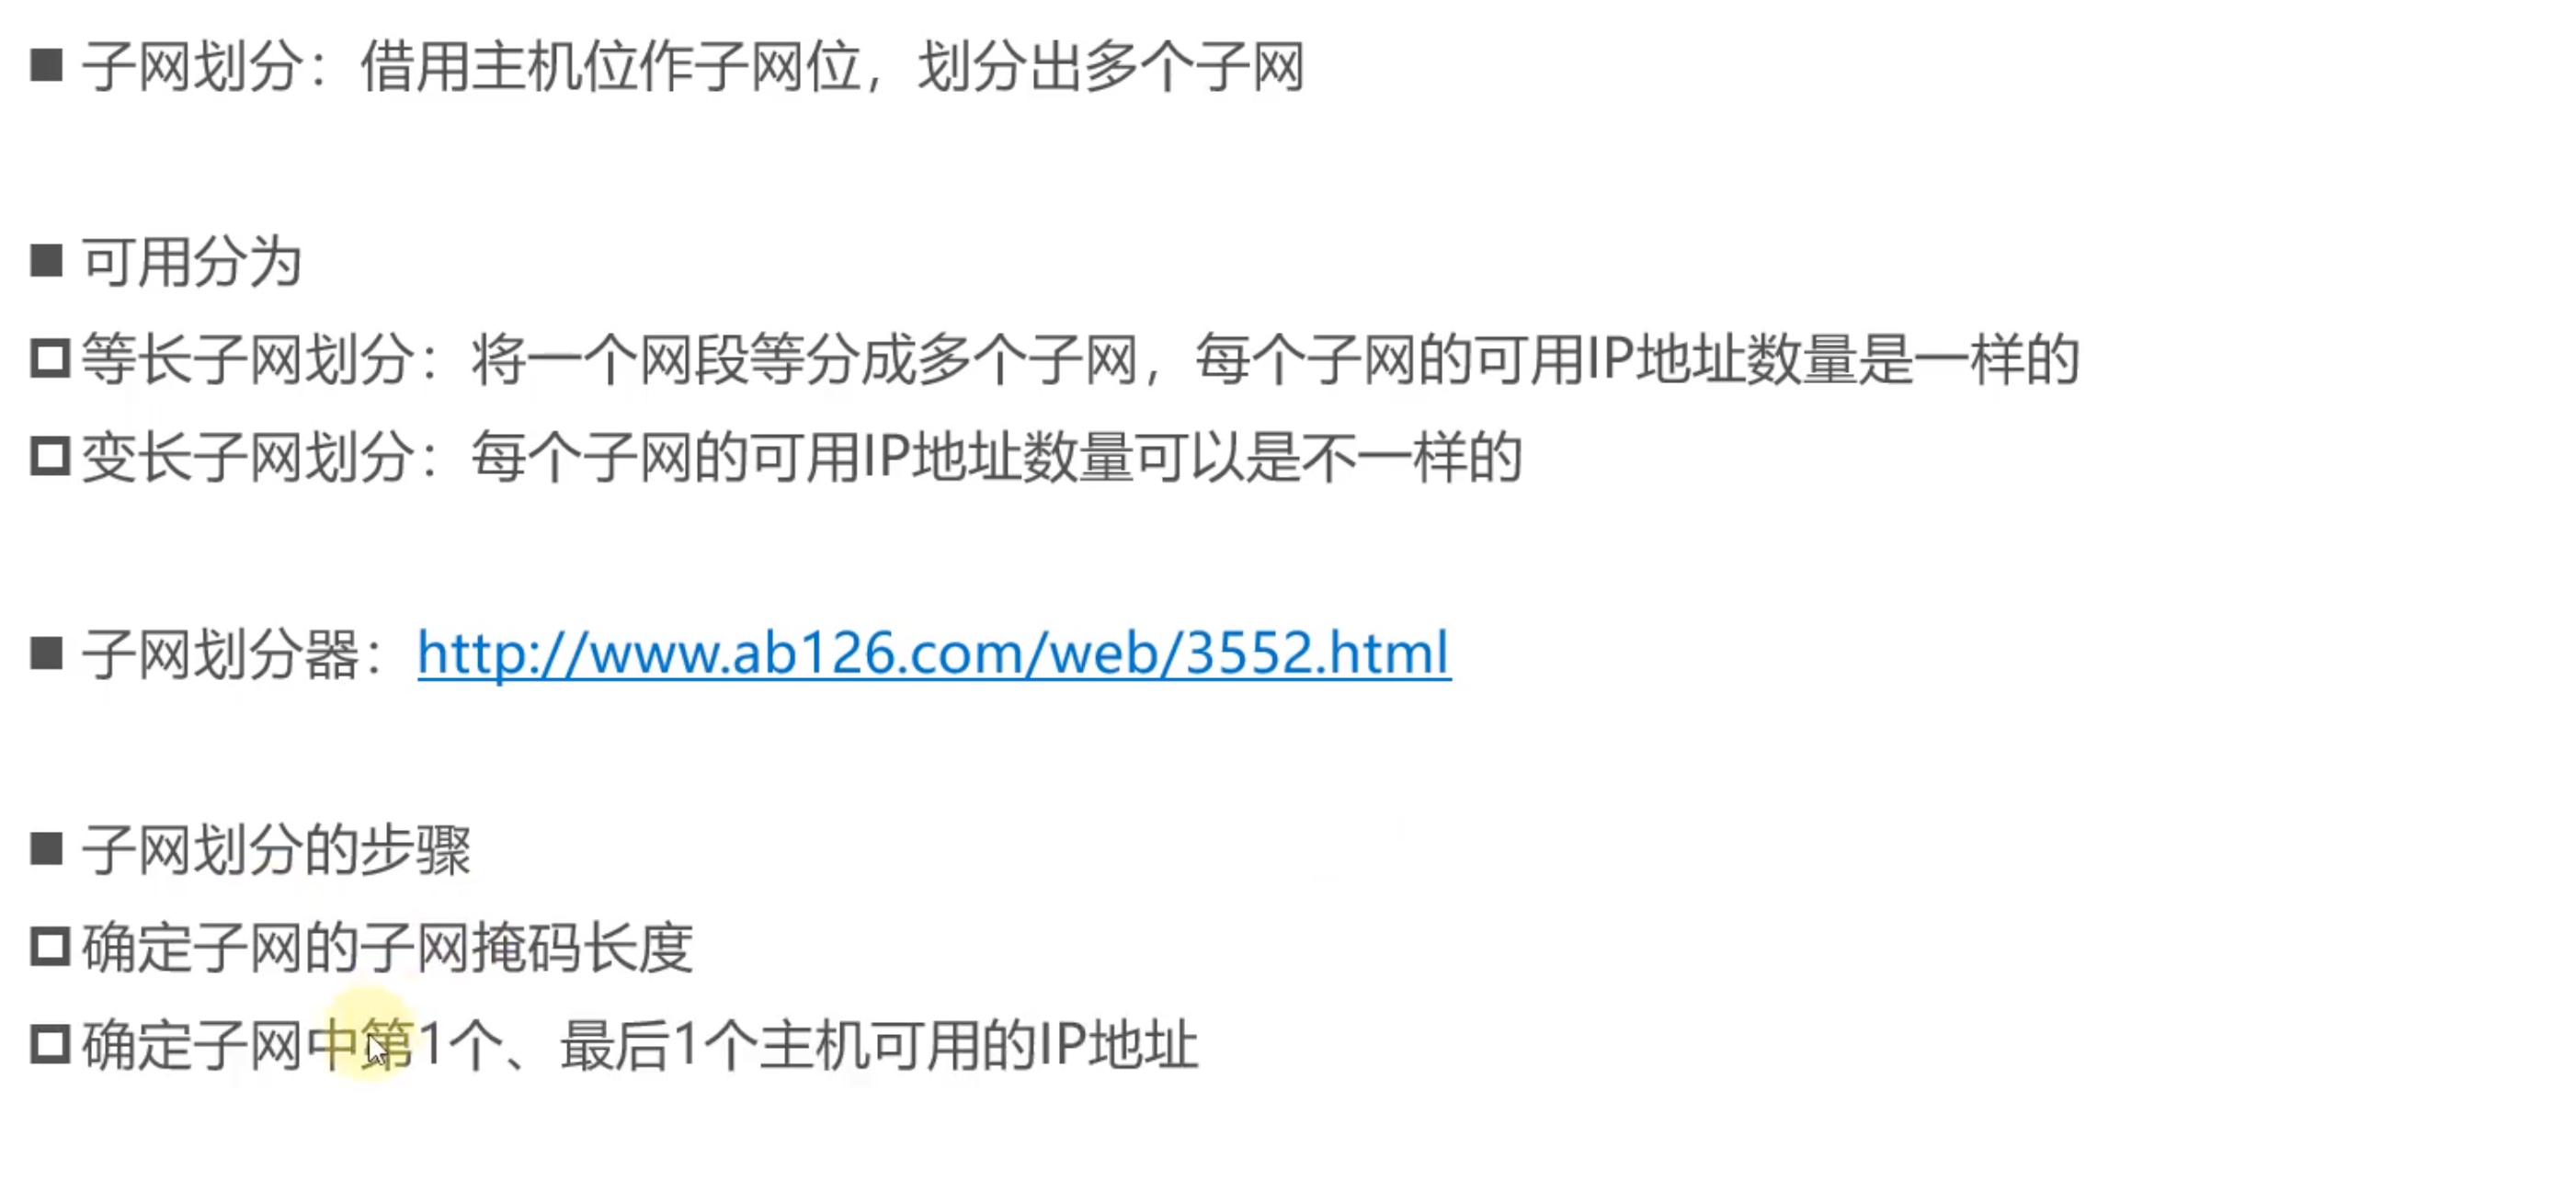 子网划分：借用主机位作子网位，划分出多个子网
可用分为
等长子网划分：将一个网段等分成多个子网，每个子网的可用IP地址数量是一样的
变长子网划分：每个子网的可用IP地址数量可以是不一样的
子网划分器：http://www.ab126.com/web/3552.html
子网划分的步骤
确定子网的子网掩码长度
确定子网中第1个、最后1个主机可用的IP地址